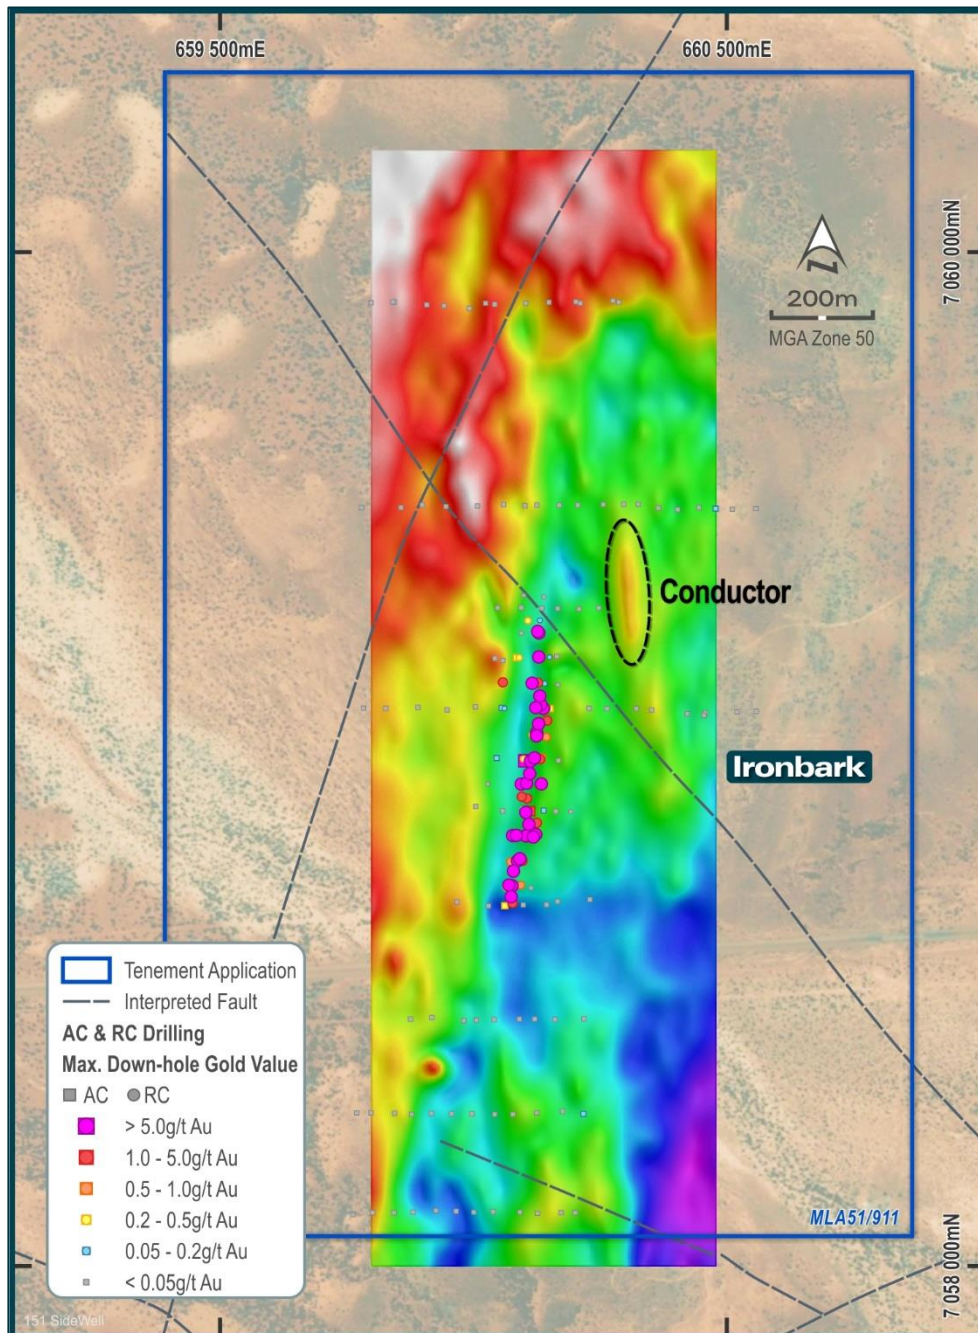 659 500mE
660 500mE
7 060 000mN
200m
MGA Zone 50
Conductor
Ironbark
Tenement Application
Interpreted Fault
AC & RC Drilling
Max. Down-hole Gold Value
AC RC
> 5.0g/t Au
1.0 - 5.0g/t Au
0.5 - 1.0g/t Au
0.2 - 0.5g/t Au
0.05 - 0.2g/t Au
< 0.05g/t Au
MLA51/911
7 058 000mN
151 SideWell